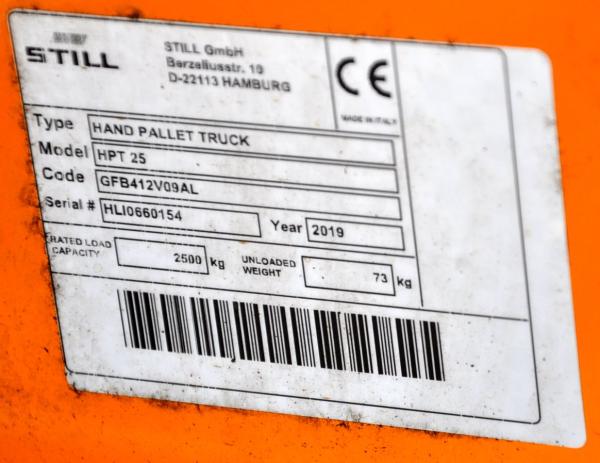 STILL
STILL GmbH
Berzeliusstr. 10
D-22113 HAMBURG
CE
MADE IN ITALY
Type HAND PALLET TRUCK
Model HPT 25
Code GFB412V09AL
Serial # HLI0660154 Year 2019
RATED LOAD CAPACITY 2500 kg UNLOADED WEIGHT 73 kg